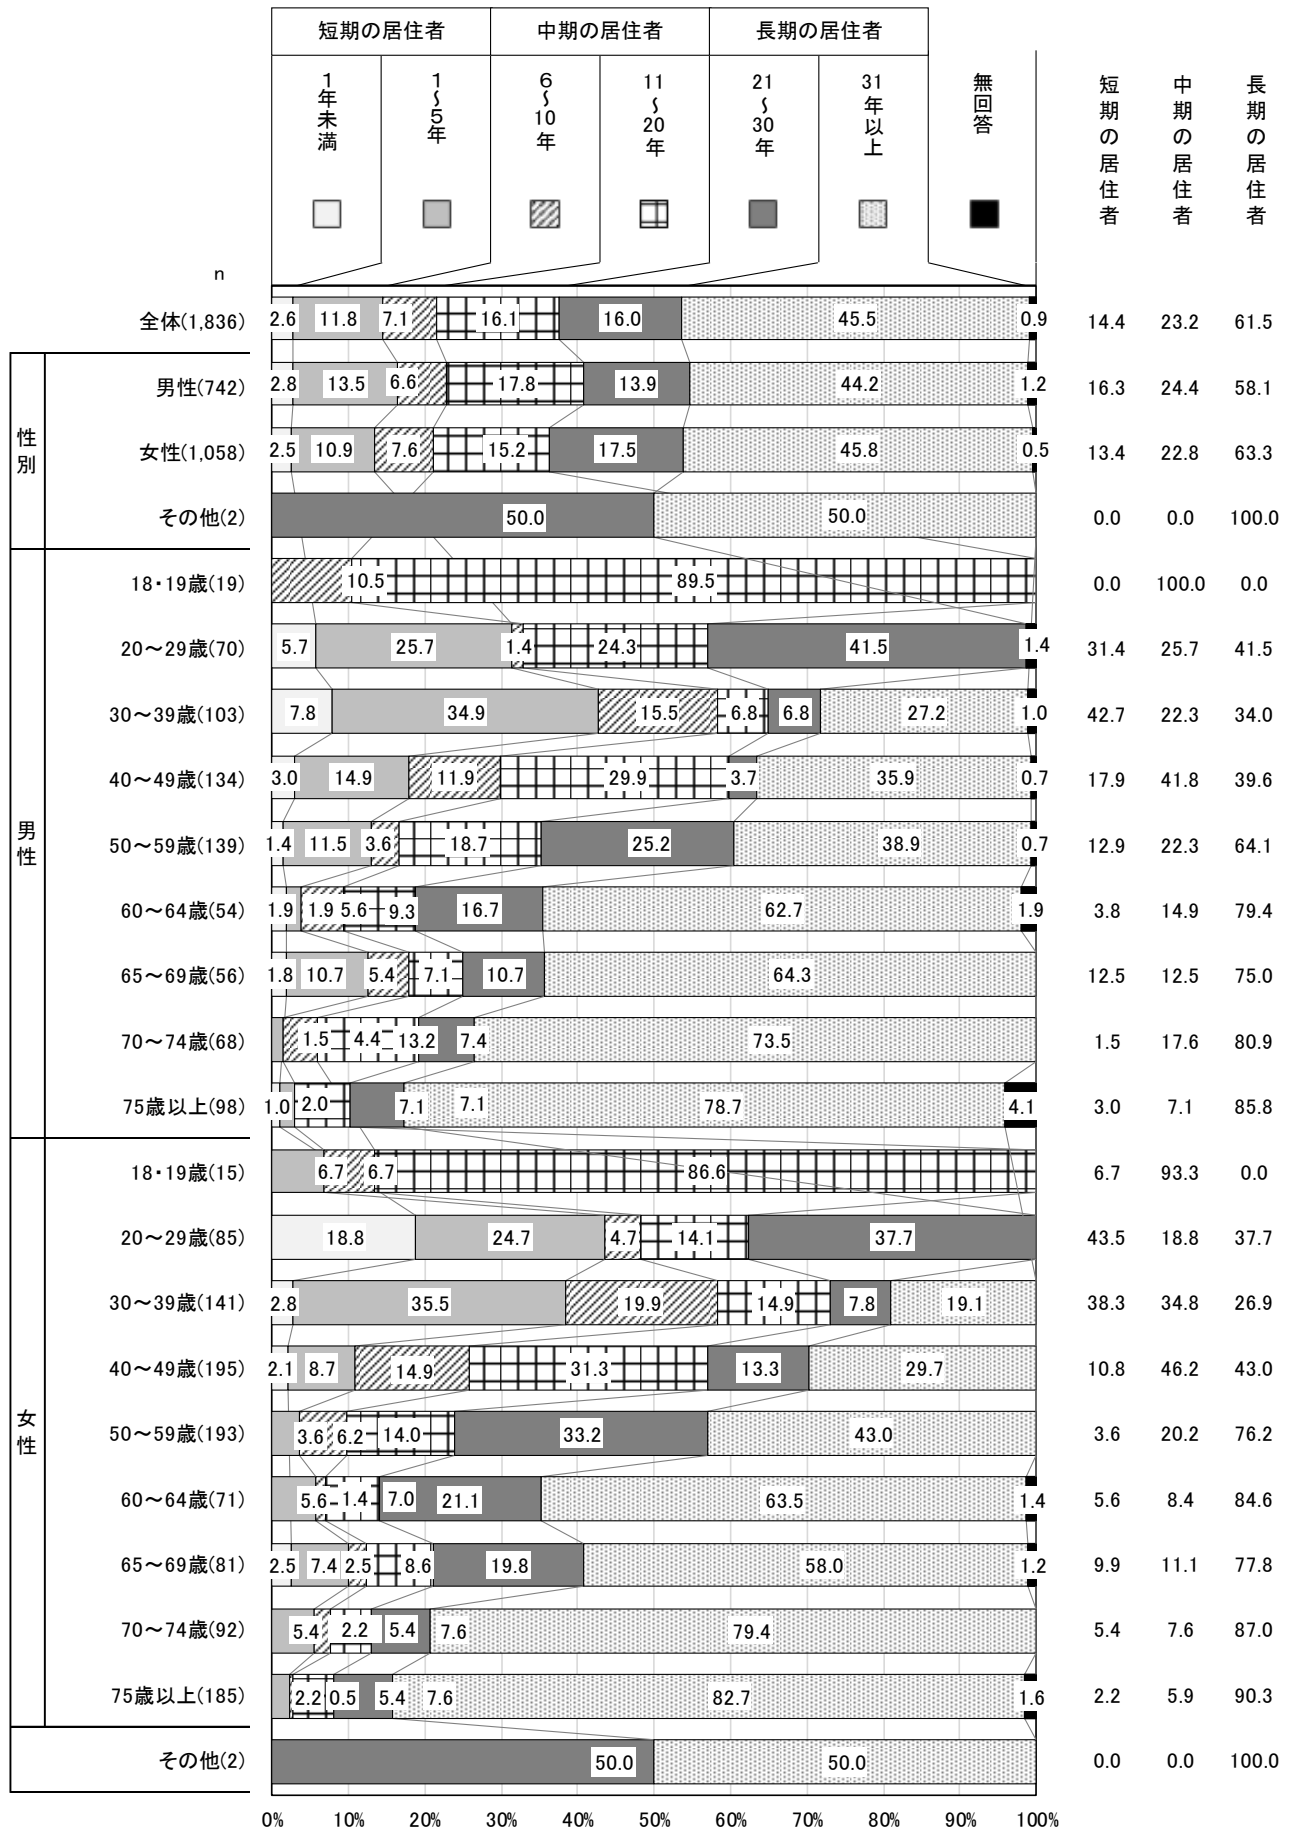 短期の居住者 中期の居住者 長期の居住者
1年未満 1～5年 6～10年 11～20年 21～30年 31年以上 無回答 短期の居住者 中期の居住者 長期の居住者
n
全体(1,836) 2.6 11.8 7.1 16.1 16.0 45.5 0.9 14.4 23.2 61.5
性別
男性(742) 2.8 13.5 6.6 17.8 13.9 44.2 1.2 16.3 24.4 58.1
女性(1,058) 2.5 10.9 7.6 15.2 17.5 45.8 0.5 13.4 22.8 63.3
その他(2) 50.0 50.0 0.0 0.0 100.0
男性
18・19歳(19) 10.5 89.5 0.0 100.0 0.0
20～29歳(70) 5.7 25.7 1.4 24.3 41.5 1.4 31.4 25.7 41.5
30～39歳(103) 7.8 34.9 15.5 6.8 6.8 27.2 1.0 42.7 22.3 34.0
40～49歳(134) 3.0 14.9 11.9 29.9 3.7 35.9 0.7 17.9 41.8 39.6
50～59歳(139) 1.4 11.5 3.6 18.7 25.2 38.9 0.7 12.9 22.3 64.1
60～64歳(54) 1.9 1.9 5.6 9.3 16.7 62.7 1.9 3.8 14.9 79.4
65～69歳(56) 1.8 10.7 5.4 7.1 10.7 64.3 12.5 12.5 75.0
70～74歳(68) 1.5 4.4 13.2 7.4 73.5 1.5 17.6 80.9
75歳以上(98) 1.0 2.0 7.1 7.1 78.7 4.1 3.0 7.1 85.8
女性
18・19歳(15) 6.7 6.7 86.6 6.7 93.3 0.0
20～29歳(85) 18.8 24.7 4.7 14.1 37.7 43.5 18.8 37.7
30～39歳(141) 2.8 35.5 19.9 14.9 7.8 19.1 38.3 34.8 26.9
40～49歳(195) 2.1 8.7 14.9 31.3 13.3 29.7 10.8 46.2 43.0
50～59歳(193) 3.6 6.2 14.0 33.2 43.0 3.6 20.2 76.2
60～64歳(71) 5.6 1.4 7.0 21.1 63.5 1.4 5.6 8.4 84.6
65～69歳(81) 2.5 7.4 2.5 8.6 19.8 58.0 1.2 9.9 11.1 77.8
70～74歳(92) 5.4 2.2 5.4 7.6 79.4 5.4 7.6 87.0
75歳以上(185) 2.2 0.5 5.4 7.6 82.7 1.6 2.2 5.9 90.3
その他(2) 50.0 50.0 0.0 0.0 100.0
0% 10% 20% 30% 40% 50% 60% 70% 80% 90% 100%